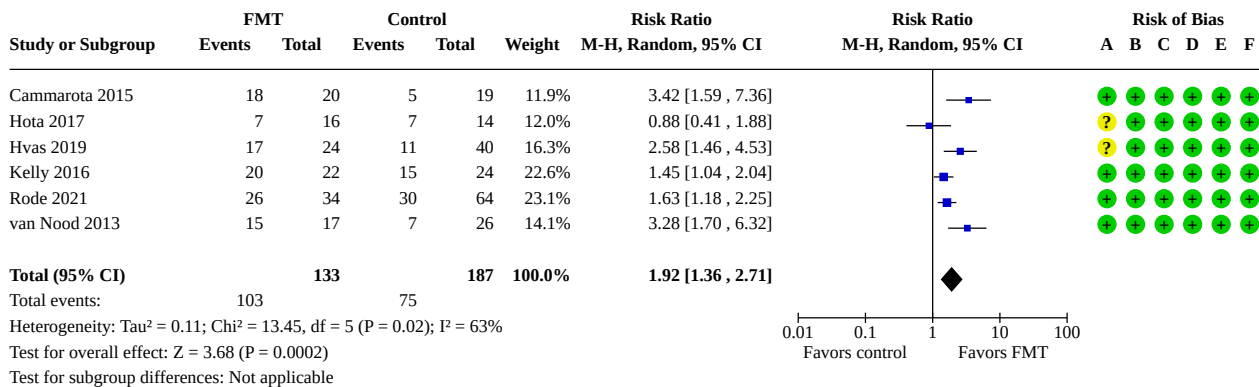 FMT Control Risk Ratio Risk Ratio Risk of Bias
Study or Subgroup Events Total Events Total Weight M-H, Random, 95% CI M-H, Random, 95% CI A B C D E F
Cammarota 2015 18 20 5 19 11.9% 3.42 [1.59 , 7.36] + + + + + +
Hota 2017 7 16 7 14 12.0% 0.88 [0.41 , 1.88] ? + + + + +
Hvas 2019 17 24 11 40 16.3% 2.58 [1.46 , 4.53] ? + + + + +
Kelly 2016 20 22 15 24 22.6% 1.45 [1.04 , 2.04] + + + + + +
Rode 2021 26 34 30 64 23.1% 1.63 [1.18 , 2.25] + + + + + +
van Nood 2013 15 17 7 26 14.1% 3.28 [1.70 , 6.32] + + + + + +
Total (95% CI) 133 187 100.0% 1.92 [1.36 , 2.71]
Total events: 103 75
Heterogeneity: Tau² = 0.11; Chi² = 13.45, df = 5 (P = 0.02); I² = 63%
0.01 0.1 1 10 100
Test for overall effect: Z = 3.68 (P = 0.0002)
Favors control Favors FMT
Test for subgroup differences: Not applicable